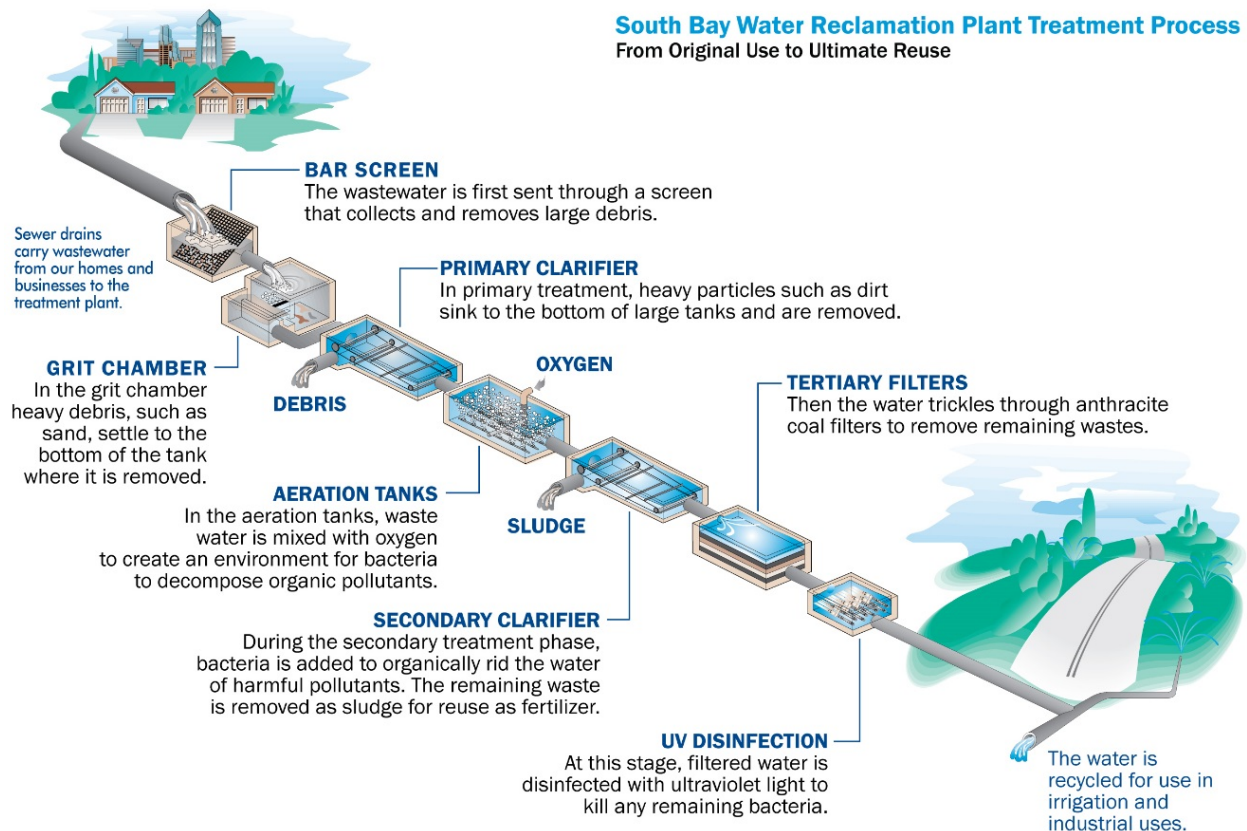 South Bay Water Reclamation Plant Treatment Process
From Original Use to Ultimate Reuse
BAR SCREEN
The wastewater is first sent through a screen
that collects and removes large debris.
Sewer drains
carry wastewater
from our homes and
businesses to the
treatment plant.
PRIMARY CLARIFIER
In primary treatment, heavy particles such as dirt
sink to the bottom of large tanks and are removed.
GRIT CHAMBER
In the grit chamber
heavy debris, such as
sand, settle to the
bottom of the tank
where it is removed.
DEBRIS
OXYGEN
TERTIARY FILTERS
Then the water trickles through anthracite
coal filters to remove remaining wastes.
AERATION TANKS
In the aeration tanks, waste
water is mixed with oxygen
to create an environment for bacteria
to decompose organic pollutants.
SLUDGE
SECONDARY CLARIFIER
During the secondary treatment phase,
bacteria is added to organically rid the water
of harmful pollutants. The remaining waste
is removed as sludge for reuse as fertilizer.
UV DISINFECTION
At this stage, filtered water is
disinfected with ultraviolet light to
kill any remaining bacteria.
The water is
recycled for use in
irrigation and
industrial uses.